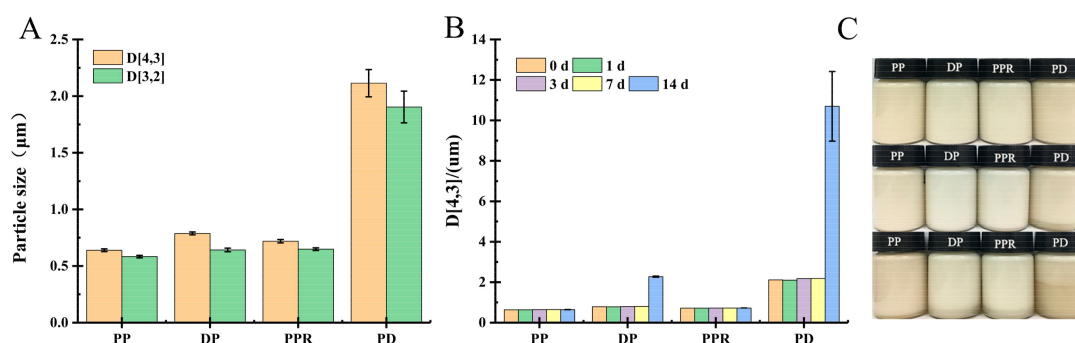 A
Particle size (μm)
2.5
2.0
1.5
1.0
0.5
0.0
D[4,3]
D[3,2]
PP DP PPR PD
B
D[4,3]/(um)
14
12
10
8
6
4
2
0
0 d 1 d
3 d 7 d 14 d
PP DP PPR PD
C
PP DP PPR PD
PP DP PPR PD
PP DP PPR PD